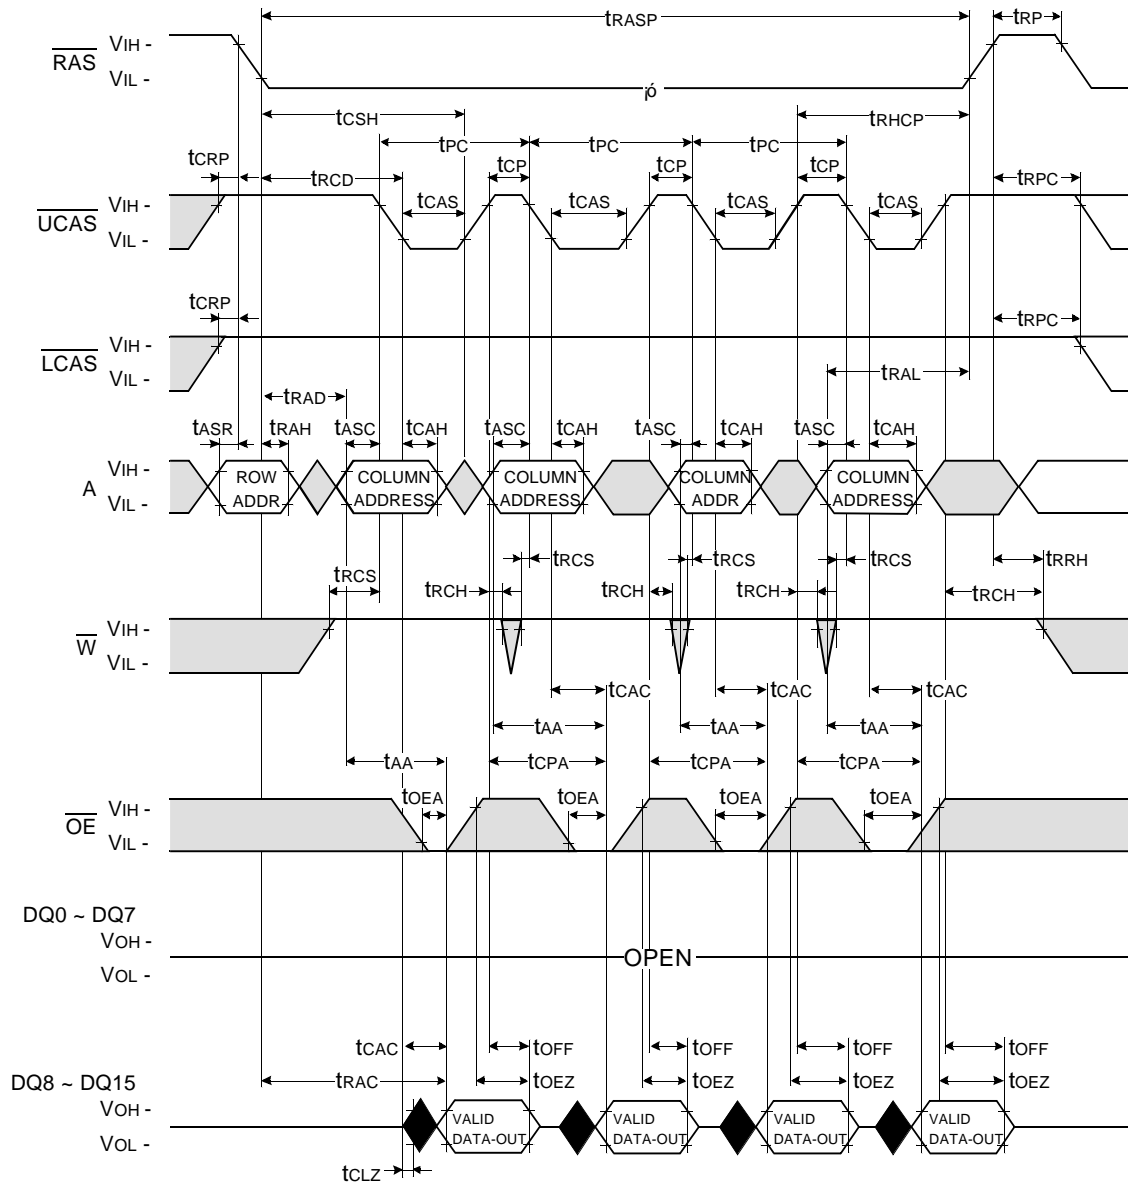 tRASP tRP
RAS VIH -
VIL -
¡ó
tCSH tRHCP
tCRP tPC tPC tPC
tRCD tCP tCP tCP tRPC
UCAS VIH - tCAS tCAS tCAS tCAS
VIL -
tCRP tRPC
LCAS VIH -
VIL - tRAL
tRAD
tASR tRAH tASC tCAH tASC tCAH tASC tCAH tASC tCAH
A VIH - ROW COLUMN COLUMN COLUMN COLUMN
VIL - ADDR ADDRESS ADDRESS ADDR ADDRESS
tRCS tRCS tRCS tRCS tRRH
tRCH tRCH tRCH tRCH
W VIH -
VIL -
tCAC tCAC tCAC
tAA tAA tAA
tAA tCPA tCPA tCPA
tOEA tOEA tOEA tOEA
OE VIH -
VIL -
DQ0 ~ DQ7
VOH -
OPEN
VOL -
tCAC tOFF tOFF tOFF tOFF
DQ8 ~ DQ15 tRAC tOEZ tOEZ tOEZ tOEZ
VOH - VALID VALID VALID VALID
VOL - DATA-OUT DATA-OUT DATA-OUT DATA-OUT
tCLZ